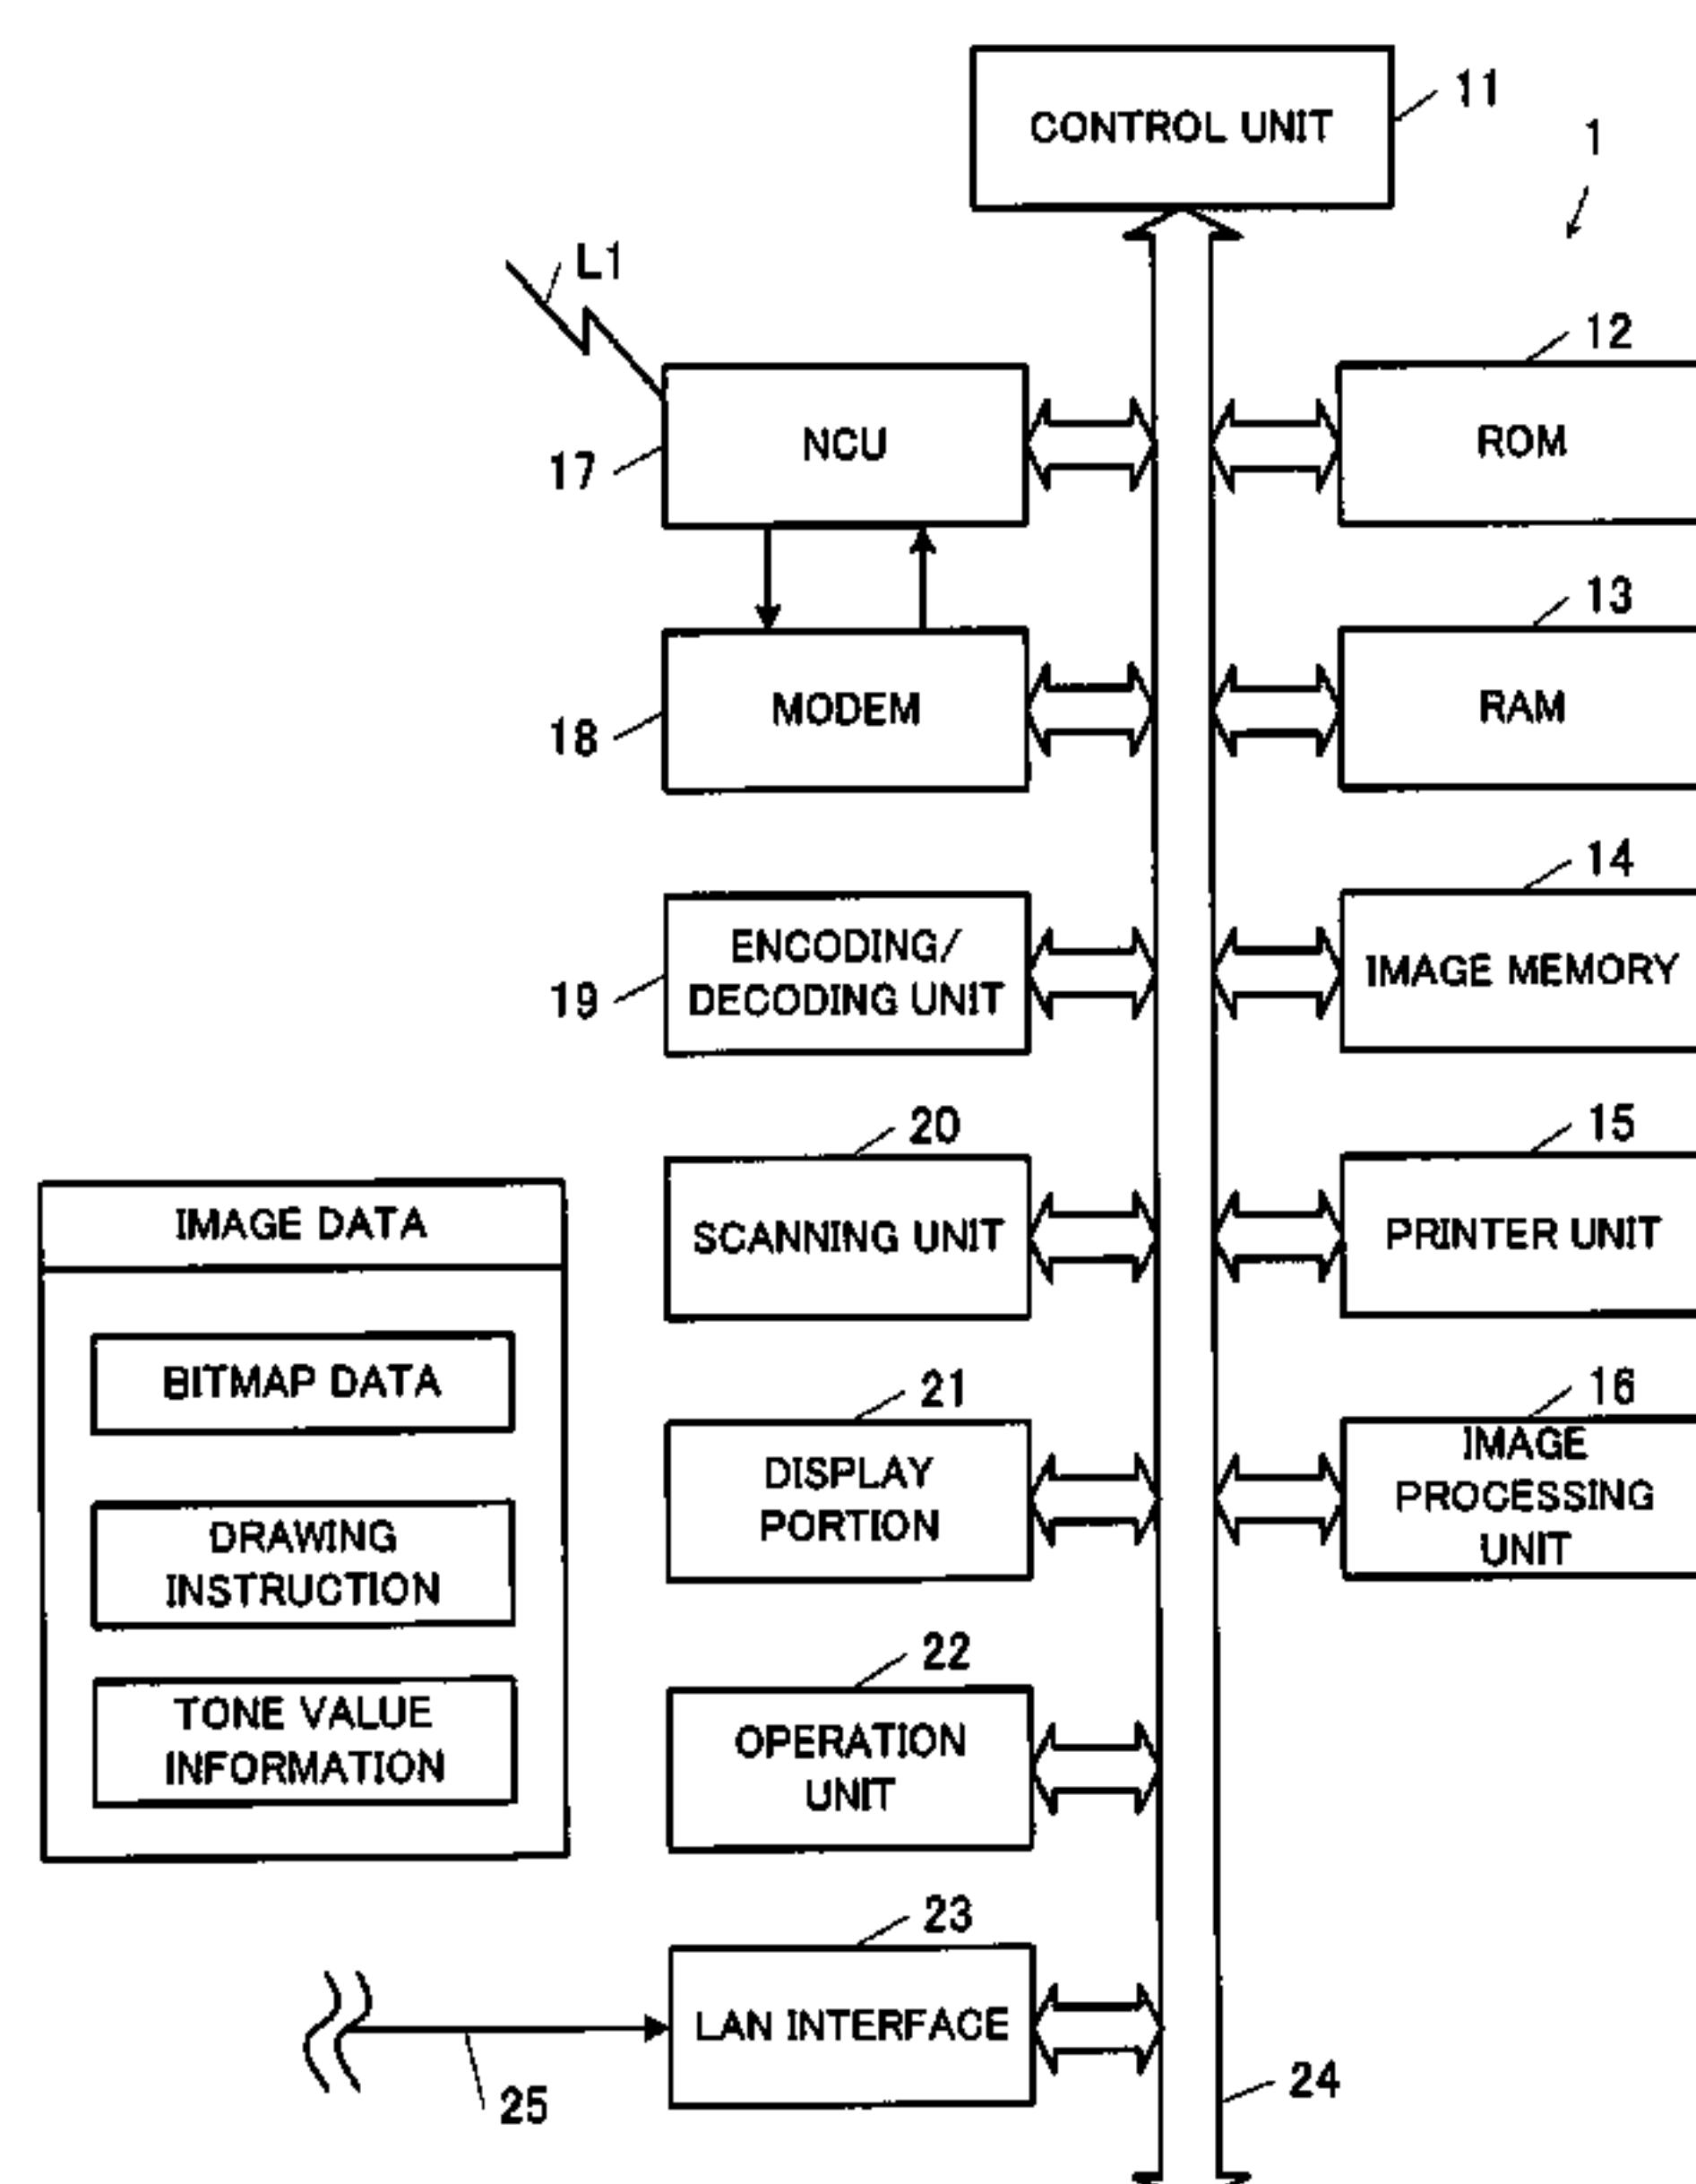 CONTROL UNIT
11
1
L1
NCU
17
12
ROM
MODEM
18
13
RAM
ENCODING/
DECODING UNIT
19
14
IMAGE MEMORY
20
SCANNING UNIT
15
PRINTER UNIT
IMAGE DATA
BITMAP DATA
DRAWING
INSTRUCTION
TONE VALUE
INFORMATION
21
DISPLAY
PORTION
16
IMAGE
PROCESSING
UNIT
22
OPERATION
UNIT
23
LAN INTERFACE
25
24